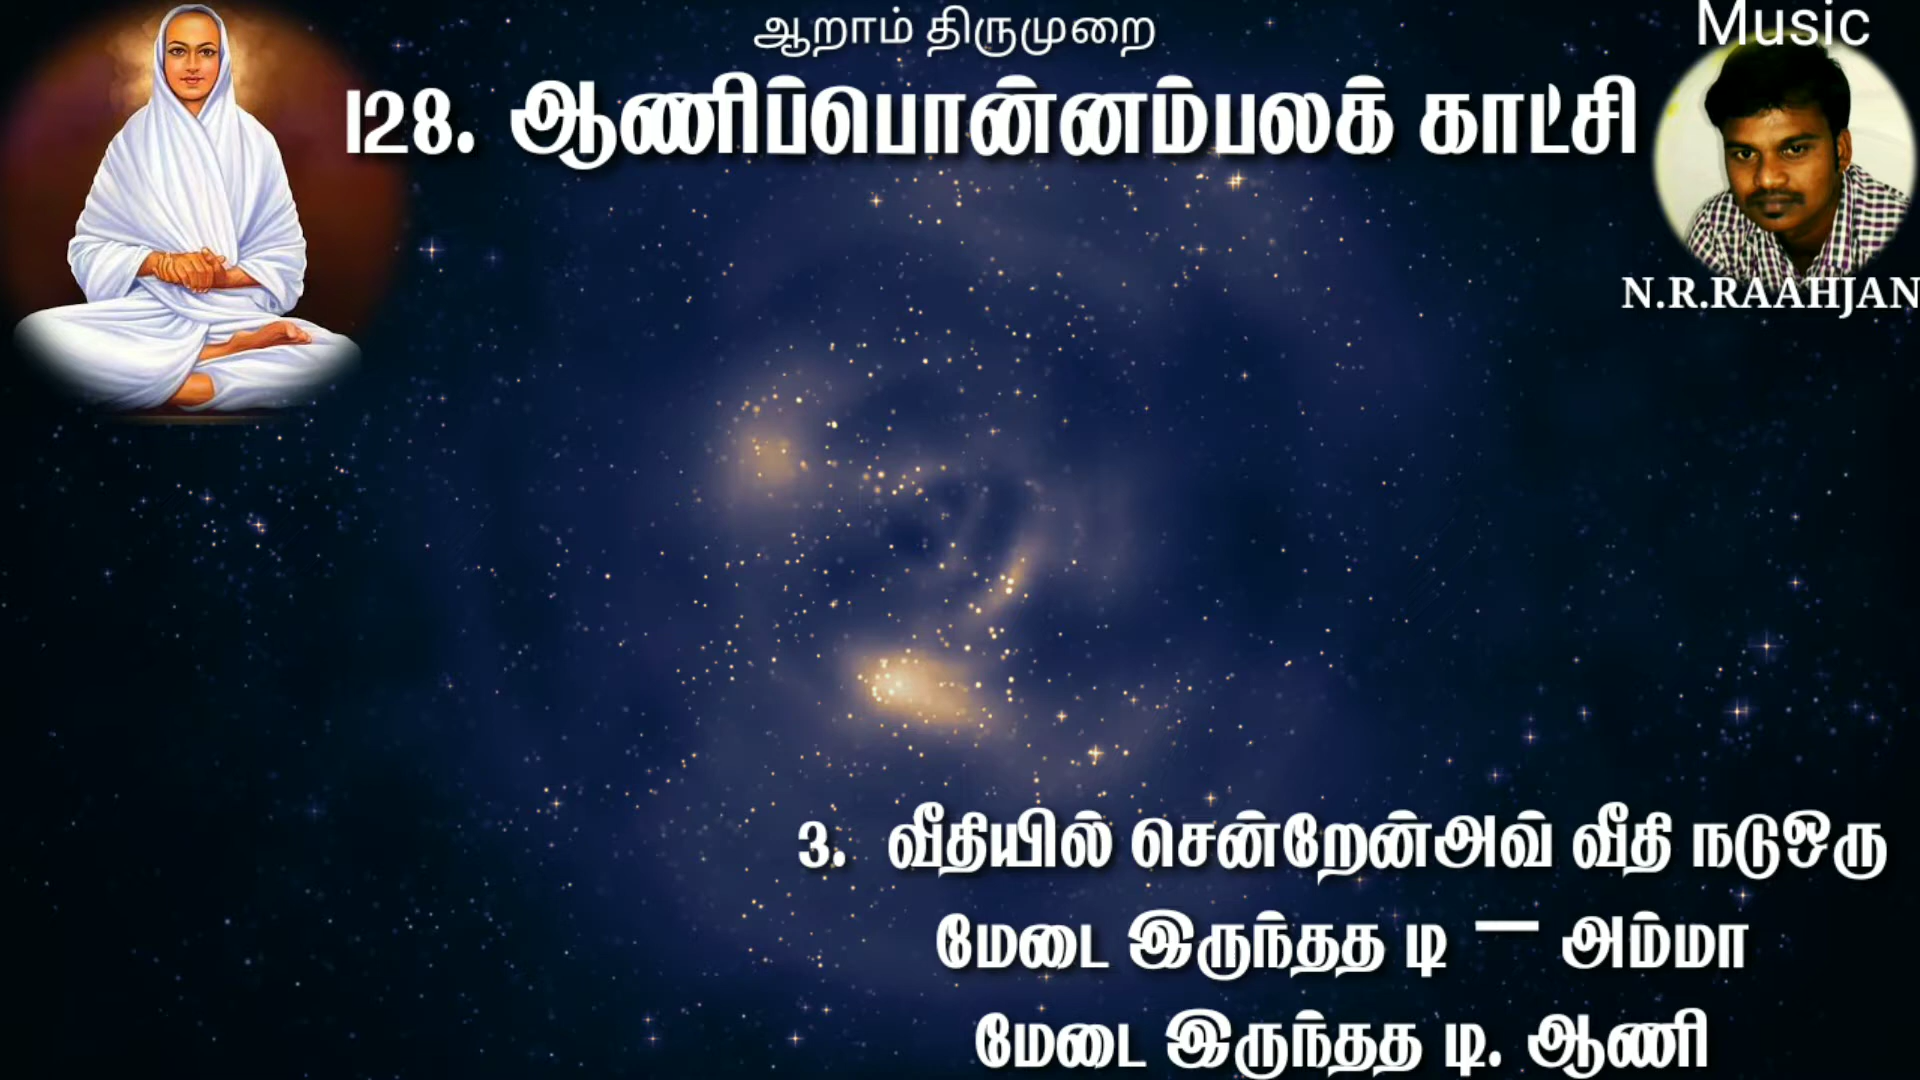 ஆறாம் திருமுறை
Music
128. ஆணிப்பொன்னம்பலக் காட்சி
N.R.RAAHJAN
3. வீதியில் சென்றேன்அவ் வீதி நடுஒரு
மேடை இருந்தத டி — அம்மா
மேடை இருந்தத டி. ஆணி